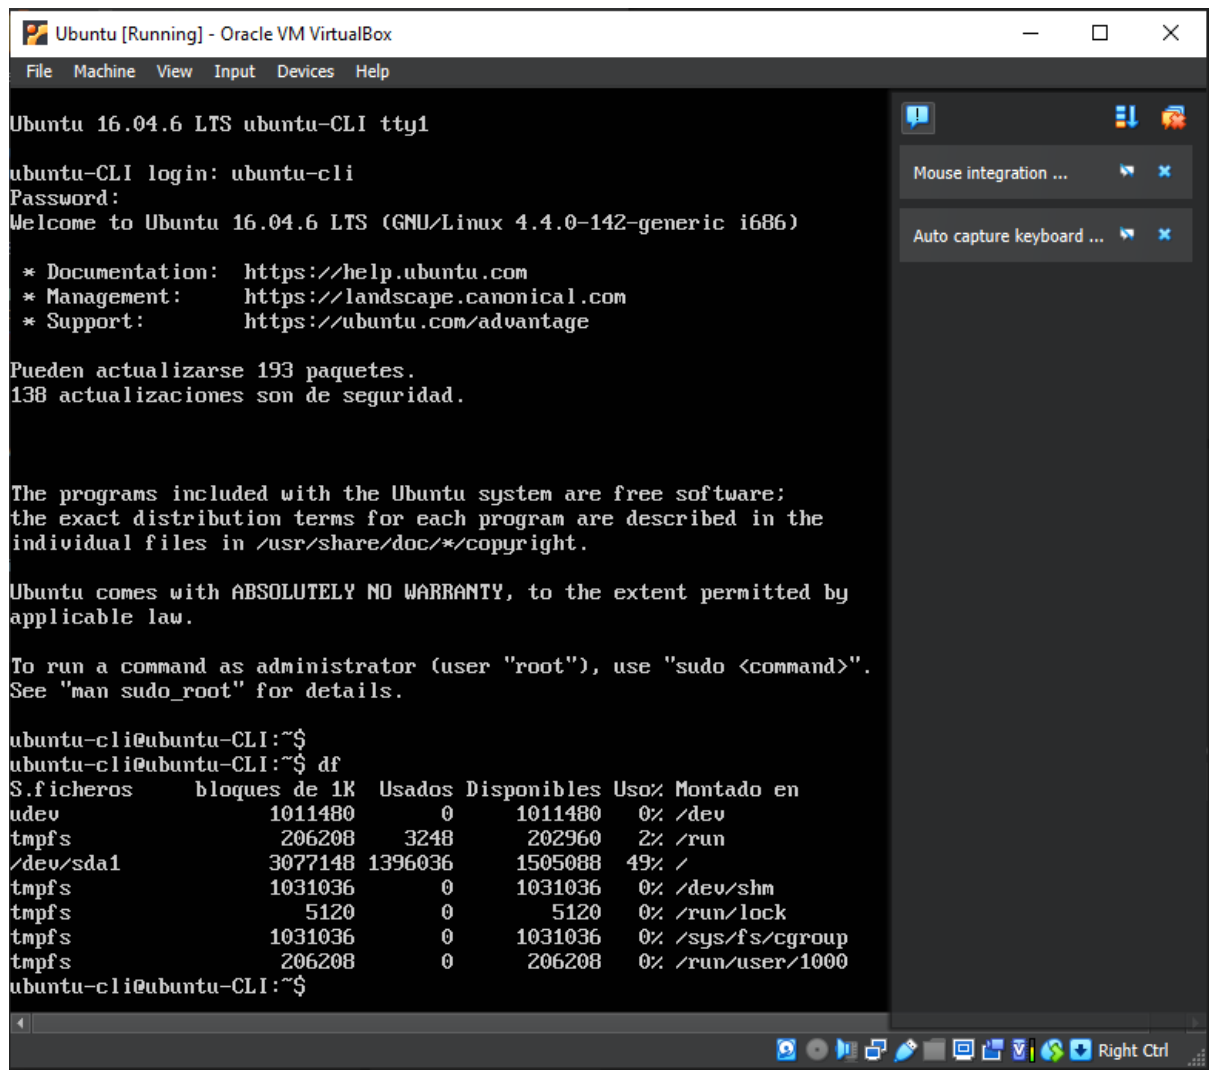 Ubuntu [Running] - Oracle VM VirtualBox
File Machine View Input Devices Help
Ubuntu 16.04.6 LTS ubuntu-CLI tty1
ubuntu-CLI login: ubuntu-cli
Password:
Welcome to Ubuntu 16.04.6 LTS (GNU/Linux 4.4.0-142-generic i686)
* Documentation:  https://help.ubuntu.com
* Management:     https://landscape.canonical.com
* Support:        https://ubuntu.com/advantage
Pueden actualizarse 193 paquetes.
138 actualizaciones son de seguridad.
The programs included with the Ubuntu system are free software;
the exact distribution terms for each program are described in the
individual files in /usr/share/doc/*/copyright.
Ubuntu comes with ABSOLUTELY NO WARRANTY, to the extent permitted by
applicable law.
To run a command as administrator (user "root"), use "sudo <command>".
See "man sudo_root" for details.
ubuntu-cli@ubuntu-CLI:~$
ubuntu-cli@ubuntu-CLI:~$ df
S.ficheros     bloques de 1K  Usados Disponibles Uso% Montado en
udev                 1011480       0     1011480   0% /dev
tmpfs                 206208    3248      202960   2% /run
/dev/sda1            3077148 1396036     1505088  49% /
tmpfs                1031036       0     1031036   0% /dev/shm
tmpfs                   5120       0        5120   0% /run/lock
tmpfs                1031036       0     1031036   0% /sys/fs/cgroup
tmpfs                 206208       0      206208   0% /run/user/1000
ubuntu-cli@ubuntu-CLI:~$
Mouse integration ...
Auto capture keyboard ...
Right Ctrl